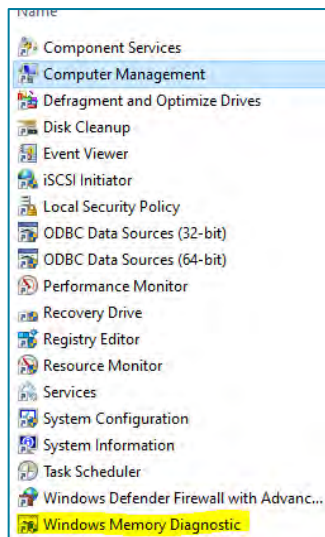 Name
Component Services
Computer Management
Defragment and Optimize Drives
Disk Cleanup
Event Viewer
iSCSI Initiator
Local Security Policy
ODBC Data Sources (32-bit)
ODBC Data Sources (64-bit)
Performance Monitor
Recovery Drive
Registry Editor
Resource Monitor
Services
System Configuration
System Information
Task Scheduler
Windows Defender Firewall with Advanc...
Windows Memory Diagnostic